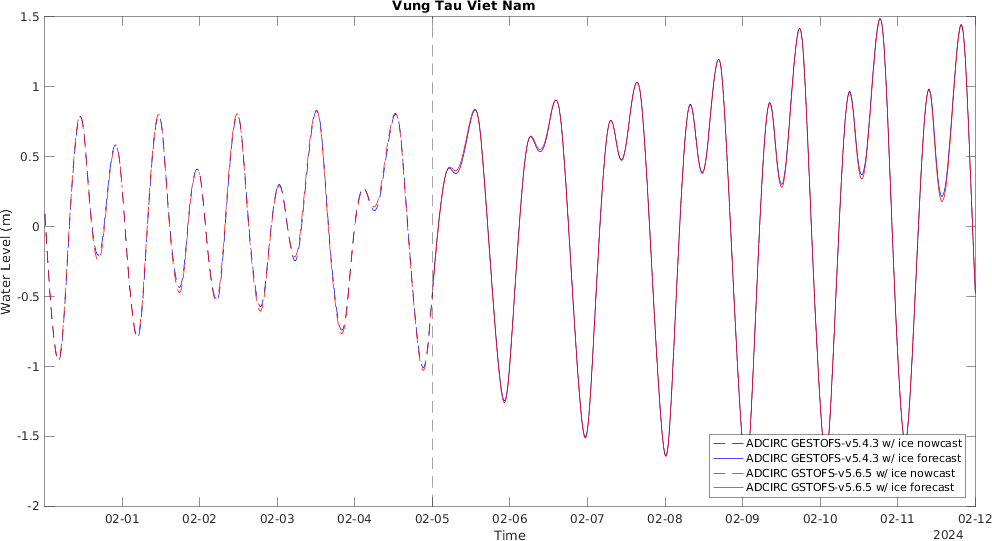 Vung Tau Viet Nam
1.5
1
0.5
0
-0.5
-1
-1.5
-2
Water Level (m)
02-01 02-02 02-03 02-04 02-05 02-06 02-07 02-08 02-09 02-10 02-11 02-12
Time
2024
ADCIRC GESTOFS-v5.4.3 w/ ice nowcast
ADCIRC GESTOFS-v5.4.3 w/ ice forecast
ADCIRC GSTOFS-v5.6.5 w/ ice nowcast
ADCIRC GSTOFS-v5.6.5 w/ ice forecast